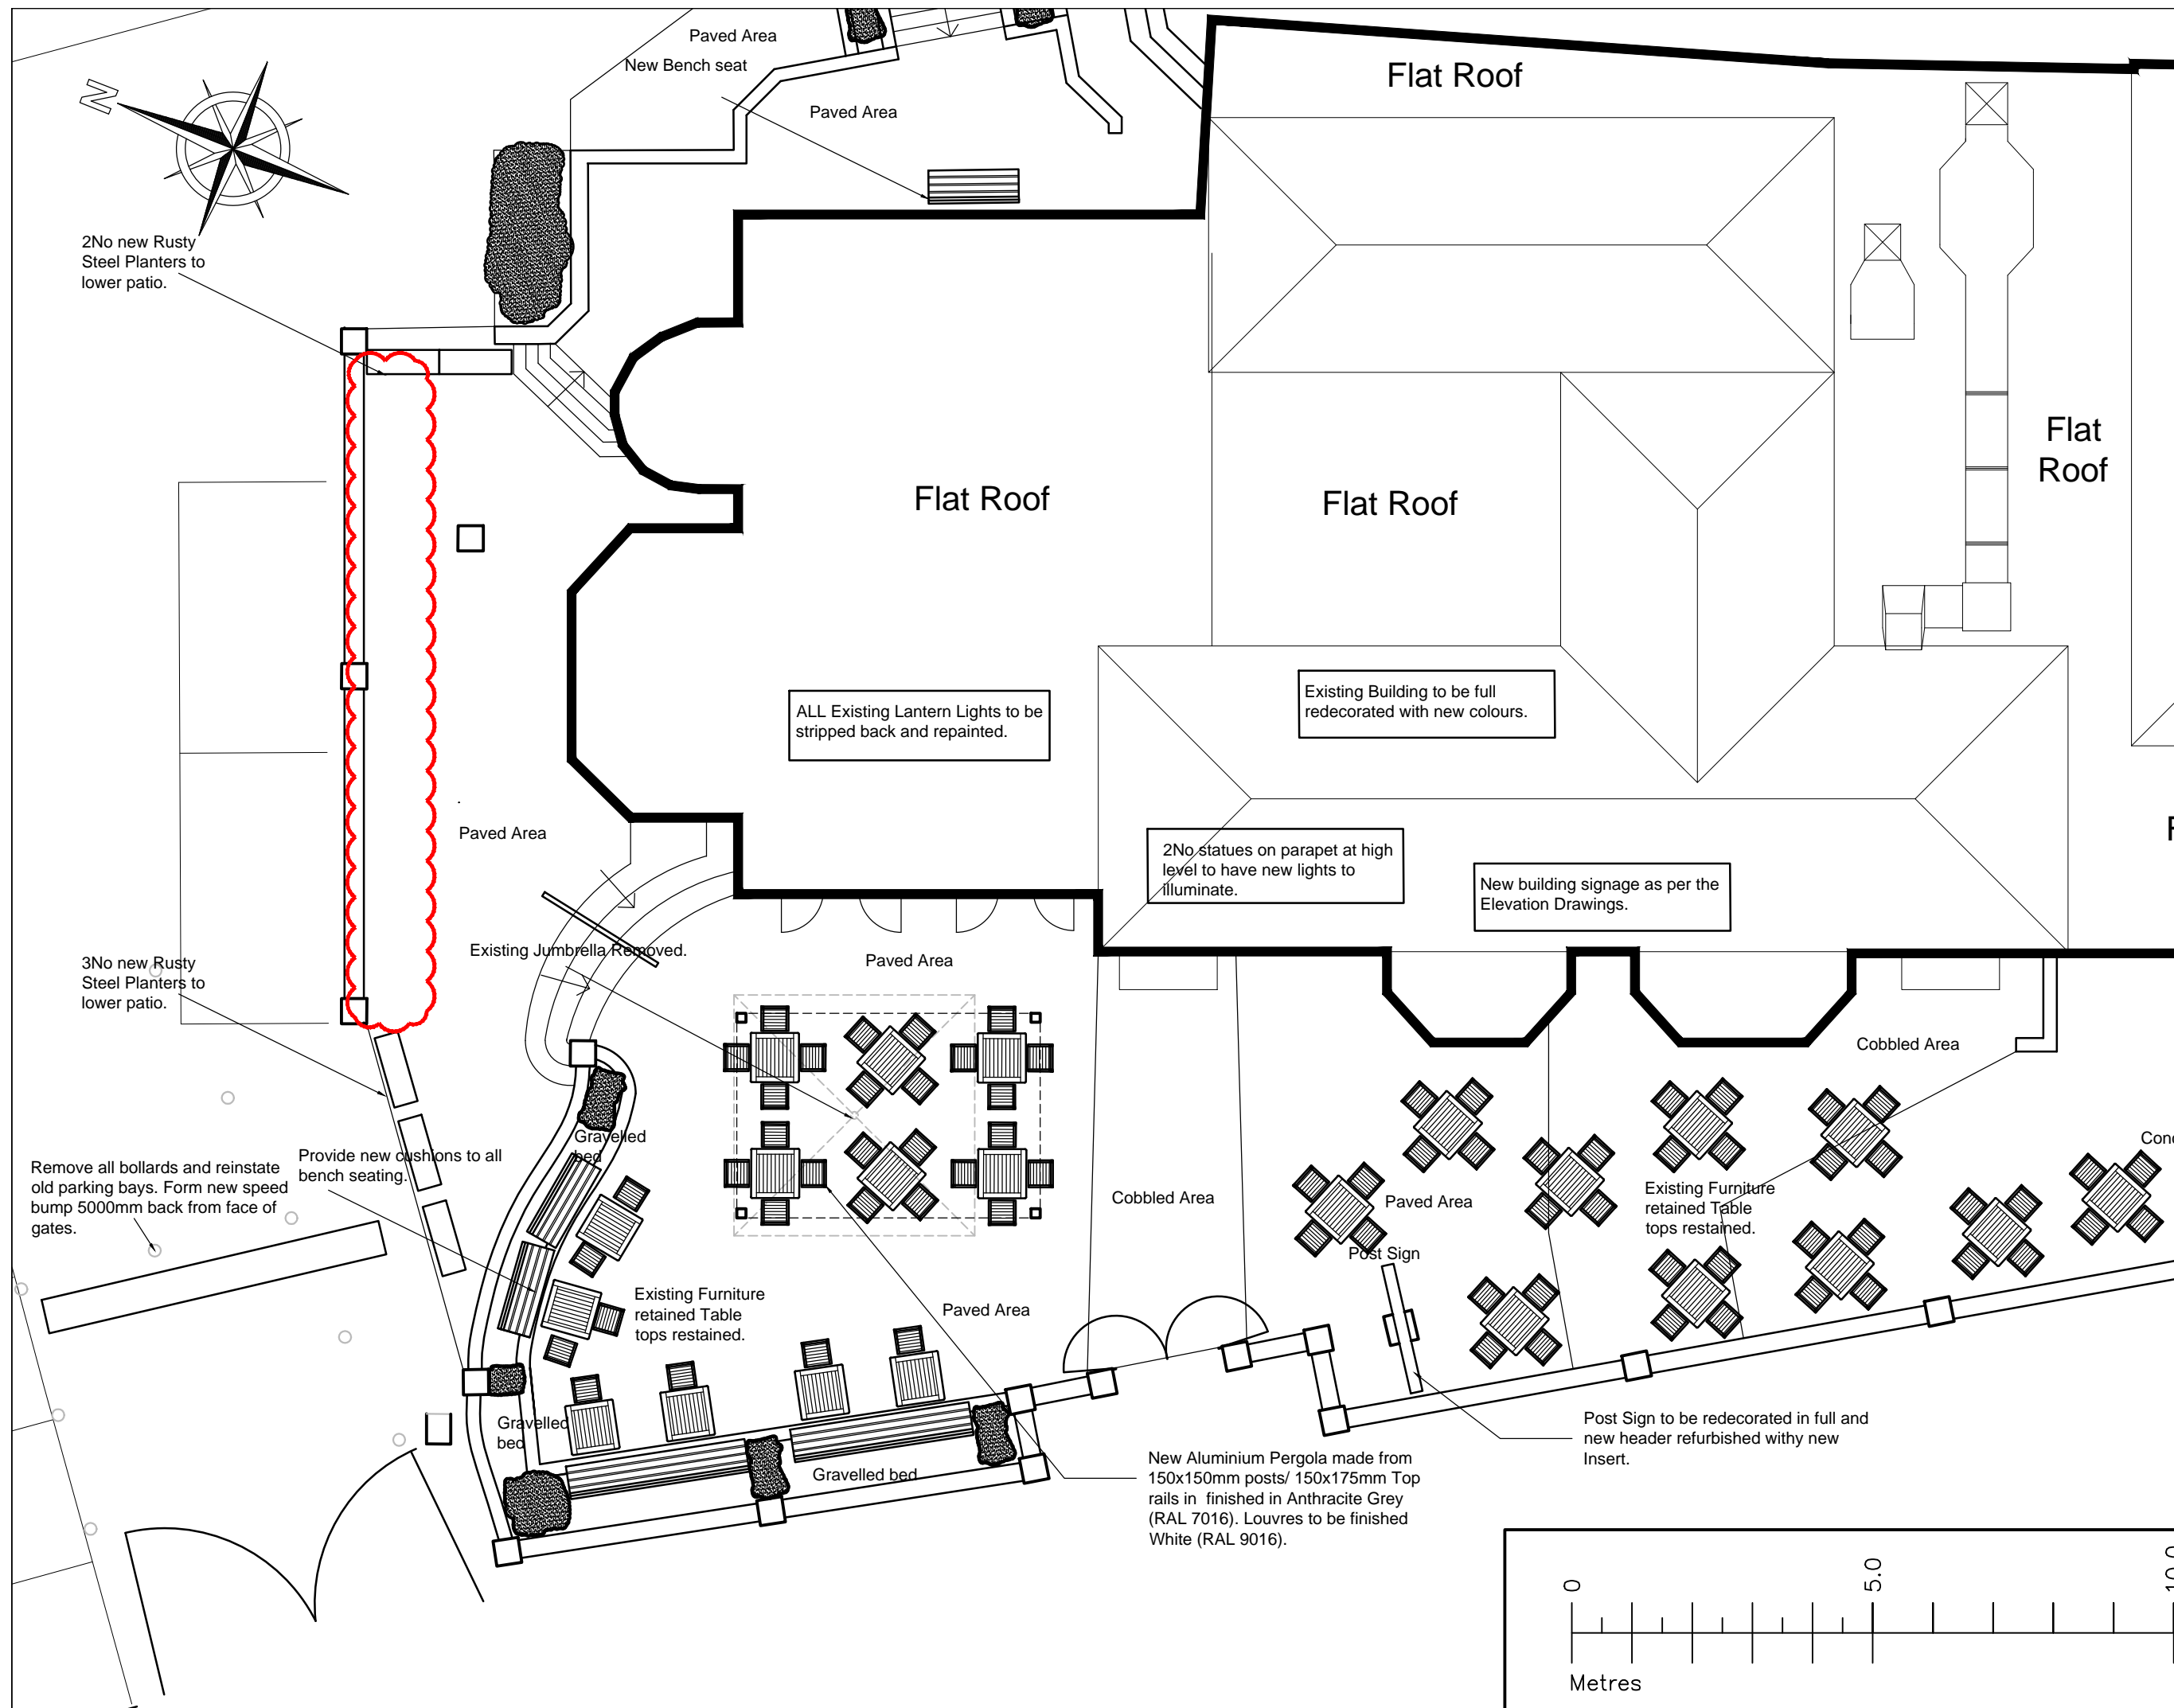 Paved Area
New Bench seat
Paved Area
Flat Roof
N
2No new Rusty
Steel Planters to
lower patio.
Flat
Roof
Flat Roof
Flat Roof
ALL Existing Lantern Lights to be
stripped back and repainted.
Existing Building to be full
redecorated with new colours.
Paved Area
2No statues on parapet at high
level to have new lights to
illuminate.
New building signage as per the
Elevation Drawings.
Existing Jumbrella Removed.
Paved Area
3No new Rusty
Steel Planters to
lower patio.
Cobbled Area
Gravelled
bed
Provide new cushions to all
bench seating.
Remove all bollards and reinstate
old parking bays. Form new speed
bump 5000mm back from face of
gates.
Cobbled Area
Paved Area
Existing Furniture
retained Table
tops restained.
Post Sign
Existing Furniture
retained Table
tops restained.
Paved Area
Gravelled
bed
Gravelled bed
New Aluminium Pergola made from
150x150mm posts/ 150x175mm Top
rails in finished in Anthracite Grey
(RAL 7016). Louvres to be finished
White (RAL 9016).
Post Sign to be redecorated in full and
new header refurbished withy new
Insert.
0
5.0
10.0
Metres